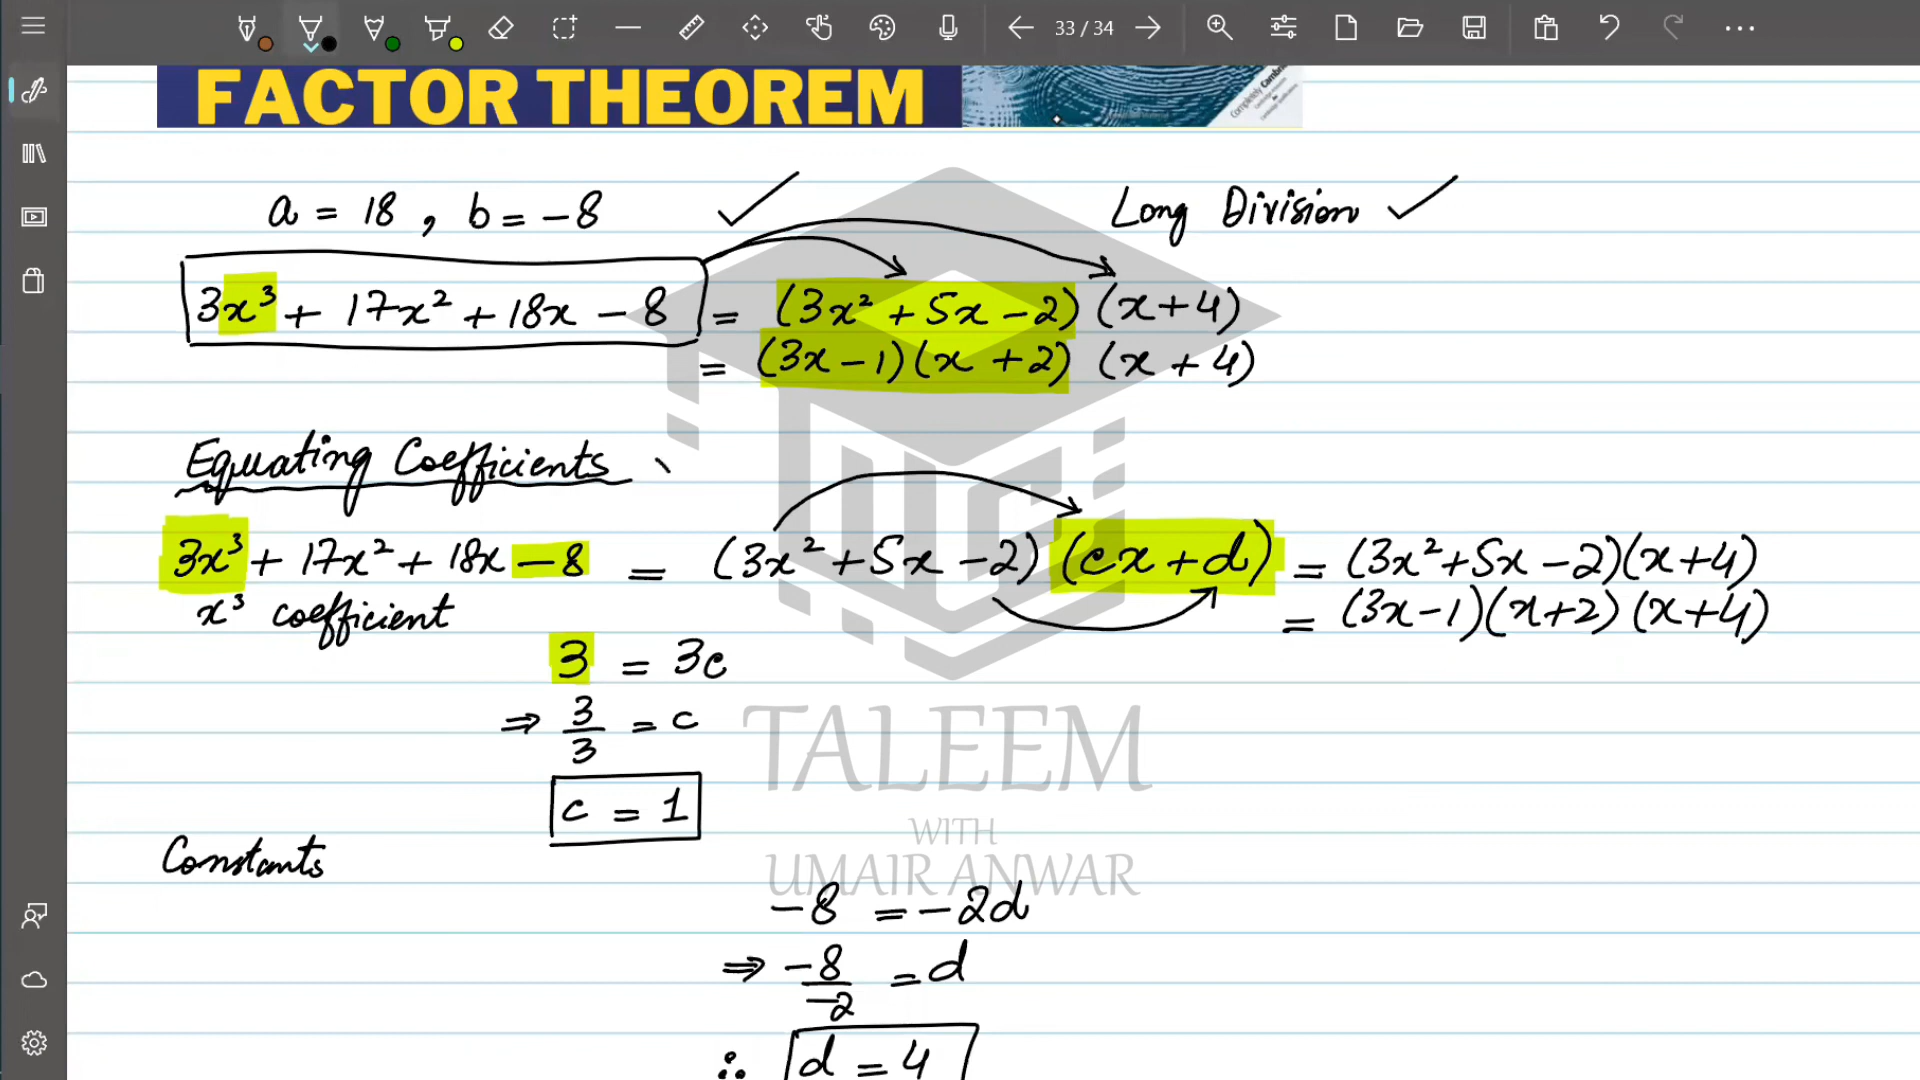 33 / 34
FACTOR THEOREM
a = 18 , b = -8
Long Division
3x³ + 17x² + 18x - 8 = (3x² + 5x - 2) (x + 4)
= (3x - 1) (x + 2) (x + 4)
Equating Coefficients
3x³ + 17x² + 18x - 8 = (3x² + 5x - 2) (cx + d) = (3x² + 5x - 2)(x + 4)
= (3x - 1)(x + 2)(x + 4)
x³ coefficient
3 = 3c
⇒ 3/3 = c
c = 1
TALEEM
WITH
UMAIR ANWAR
Constants
-8 = -2d
⇒ -8/-2 = d
∴ d = 4